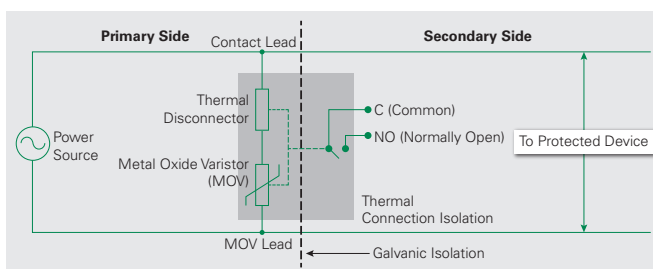 Primary Side
Secondary Side
Contact Lead
Thermal
Disconnector
C (Common)
NO (Normally Open)
To Protected Device
Power
Source
Metal Oxide Varistor
(MOV)
Thermal
Connection Isolation
MOV Lead
Galvanic Isolation